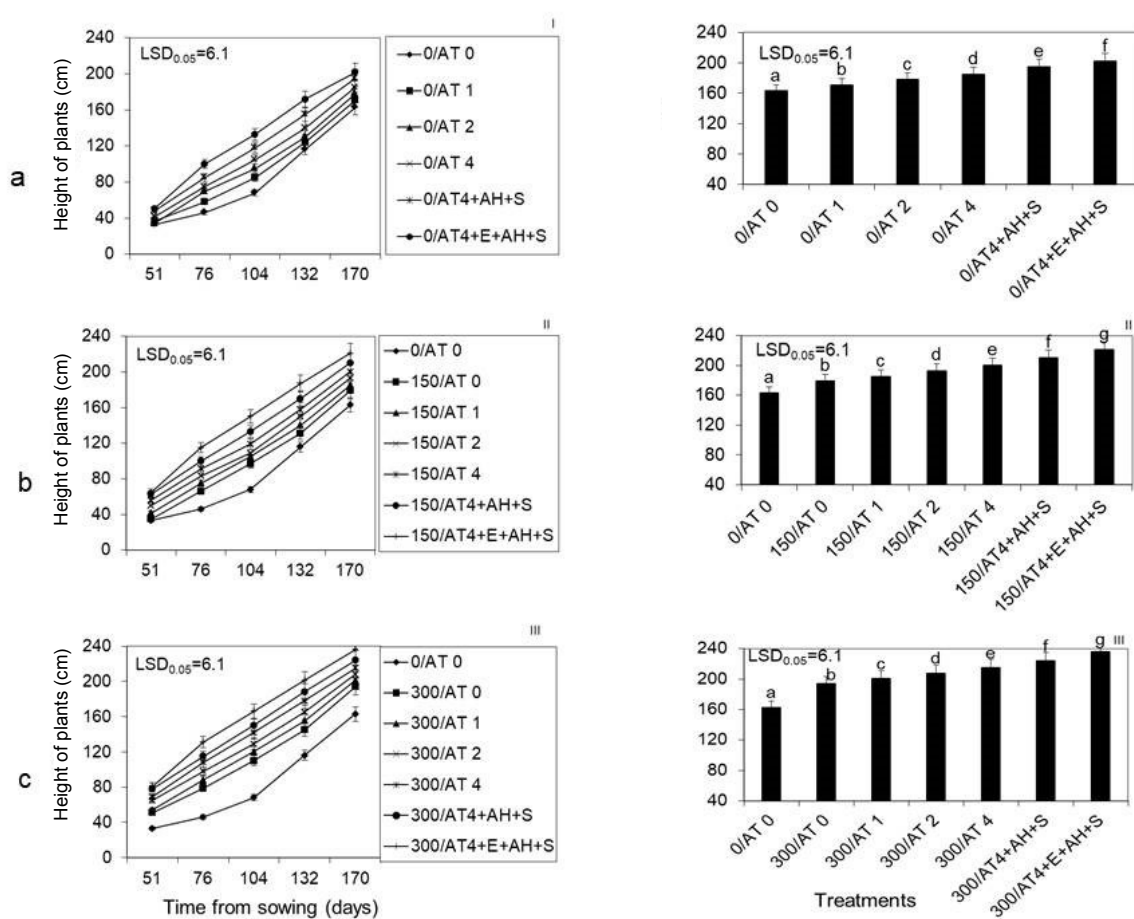 a
I
Height of plants (cm)
240
200
160
120
80
40
0
LSD0.05=6.1
51 76 104 132 170
0/AT 0
0/AT 1
0/AT 2
0/AT 4
0/AT4+AH+S
0/AT4+E+AH+S
240
200
160
120
80
40
LSD0.05=6.1
a b c d e f
0/AT 0
0/AT 1
0/AT 2
0/AT 4
0/AT4+AH+S
0/AT4+E+AH+S
b
II
Height of plants (cm)
240
200
160
120
80
40
0
LSD0.05=6.1
51 76 104 132 170
0/AT 0
150/AT 0
150/AT 1
150/AT 2
150/AT 4
150/AT4+AH+S
150/AT4+E+AH+S
II
240
200
160
120
80
40
LSD0.05=6.1
a b c d e f g
0/AT 0
150/AT 0
150/AT 1
150/AT 2
150/AT 4
150/AT4+AH+S
150/AT4+E+AH+S
c
III
Height of plants (cm)
240
200
160
120
80
40
0
LSD0.05=6.1
51 76 104 132 170
Time from sowing (days)
0/AT 0
300/AT 0
300/AT 1
300/AT 2
300/AT 4
300/AT4+AH+S
300/AT4+E+AH+S
III
240
200
160
120
80
40
LSD0.05=6.1
a b c d e f g
0/AT 0
300/AT 0
300/AT 1
300/AT 2
300/AT 4
300/AT4+AH+S
300/AT4+E+AH+S
Treatments